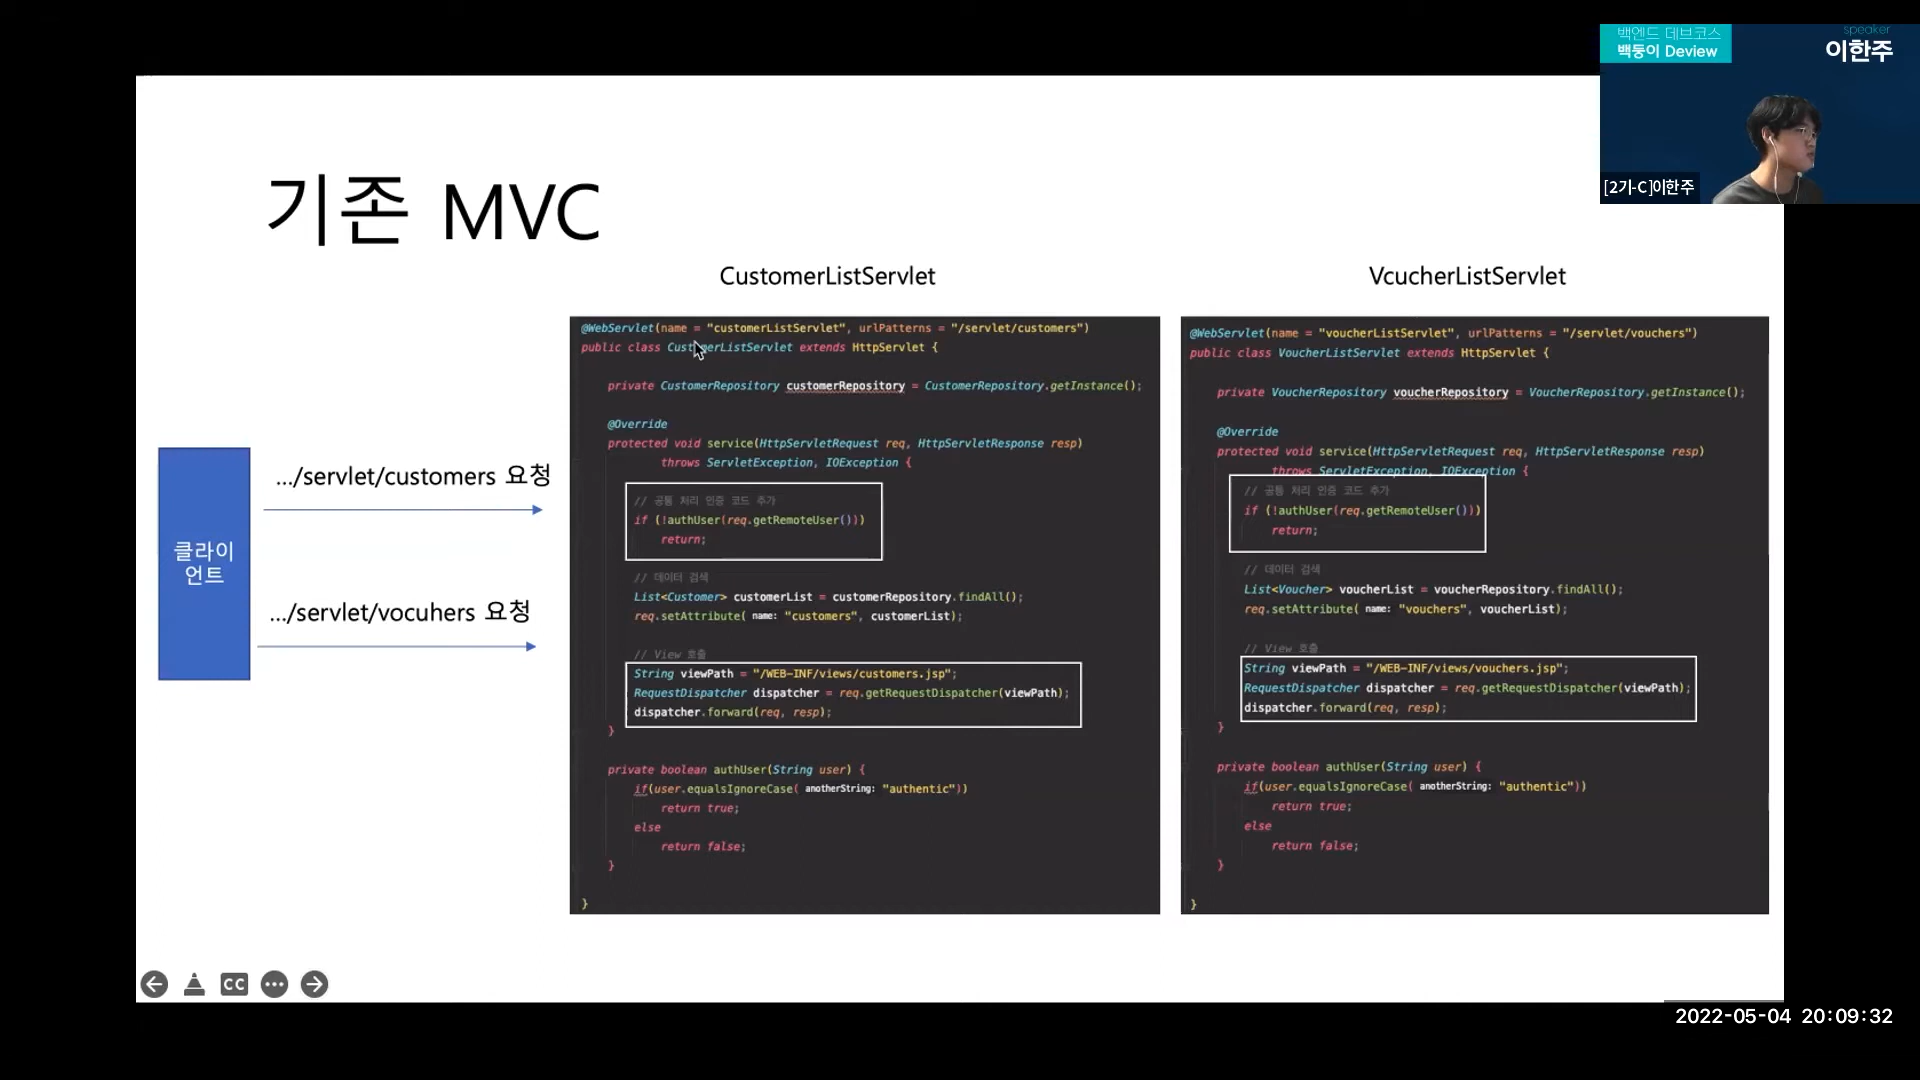 백엔드 데브코스
백둥이 Deview
speaker
이한주
[2기-C]이한주
기존 MVC
CustomerListServlet
VcucherListServlet
클라이
언트
.../servlet/customers 요청
.../servlet/vocuhers 요청
@WebServlet(name = "customerListServlet", urlPatterns = "/servlet/customers")
public class CustomerListServlet extends HttpServlet {
private CustomerRepository customerRepository = CustomerRepository.getInstance();
@Override
protected void service(HttpServletRequest req, HttpServletResponse resp)
throws ServletException, IOException {
// 공통 처리 인증 코드 추가
if (!authUser(req.getRemoteUser()))
return;
// 데이터 검색
List<Customer> customerList = customerRepository.findAll();
req.setAttribute( name: "customers", customerList);
// View 호출
String viewPath = "/WEB-INF/views/customers.jsp";
RequestDispatcher dispatcher = req.getRequestDispatcher(viewPath);
dispatcher.forward(req, resp);
}
private boolean authUser(String user) {
if(user.equalsIgnoreCase( anotherString: "authentic"))
return true;
else
return false;
}
}
@WebServlet(name = "voucherListServlet", urlPatterns = "/servlet/vouchers")
public class VoucherListServlet extends HttpServlet {
private VoucherRepository voucherRepository = VoucherRepository.getInstance();
@Override
protected void service(HttpServletRequest req, HttpServletResponse resp)
throws ServletException, IOException {
// 공통 처리 인증 코드 추가
if (!authUser(req.getRemoteUser()))
return;
// 데이터 검색
List<Voucher> voucherList = voucherRepository.findAll();
req.setAttribute( name: "vouchers", voucherList);
// View 호출
String viewPath = "/WEB-INF/views/vouchers.jsp";
RequestDispatcher dispatcher = req.getRequestDispatcher(viewPath);
dispatcher.forward(req, resp);
}
private boolean authUser(String user) {
if(user.equalsIgnoreCase( anotherString: "authentic"))
return true;
else
return false;
}
}
CC
2022-05-04 20:09:32